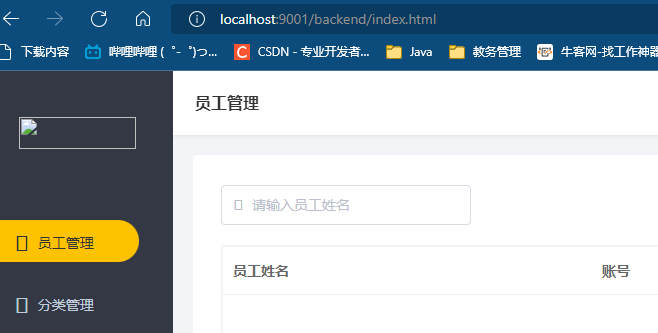 localhost:9001/backend/index.html
下载内容
哔哩哔哩 (゜-゜)つ...
CSDN - 专业开发者...
Java
教务管理
牛客网-找工作神器
员工管理
请输入员工姓名
员工管理
员工姓名 账号
分类管理